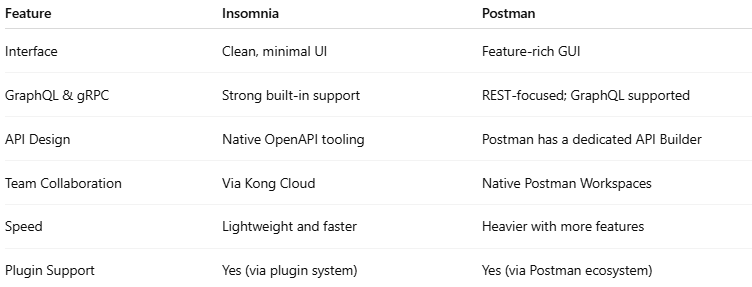 Feature Insomnia Postman
Interface Clean, minimal UI Feature-rich GUI
GraphQL & gRPC Strong built-in support REST-focused; GraphQL supported
API Design Native OpenAPI tooling Postman has a dedicated API Builder
Team Collaboration Via Kong Cloud Native Postman Workspaces
Speed Lightweight and faster Heavier with more features
Plugin Support Yes (via plugin system) Yes (via Postman ecosystem)